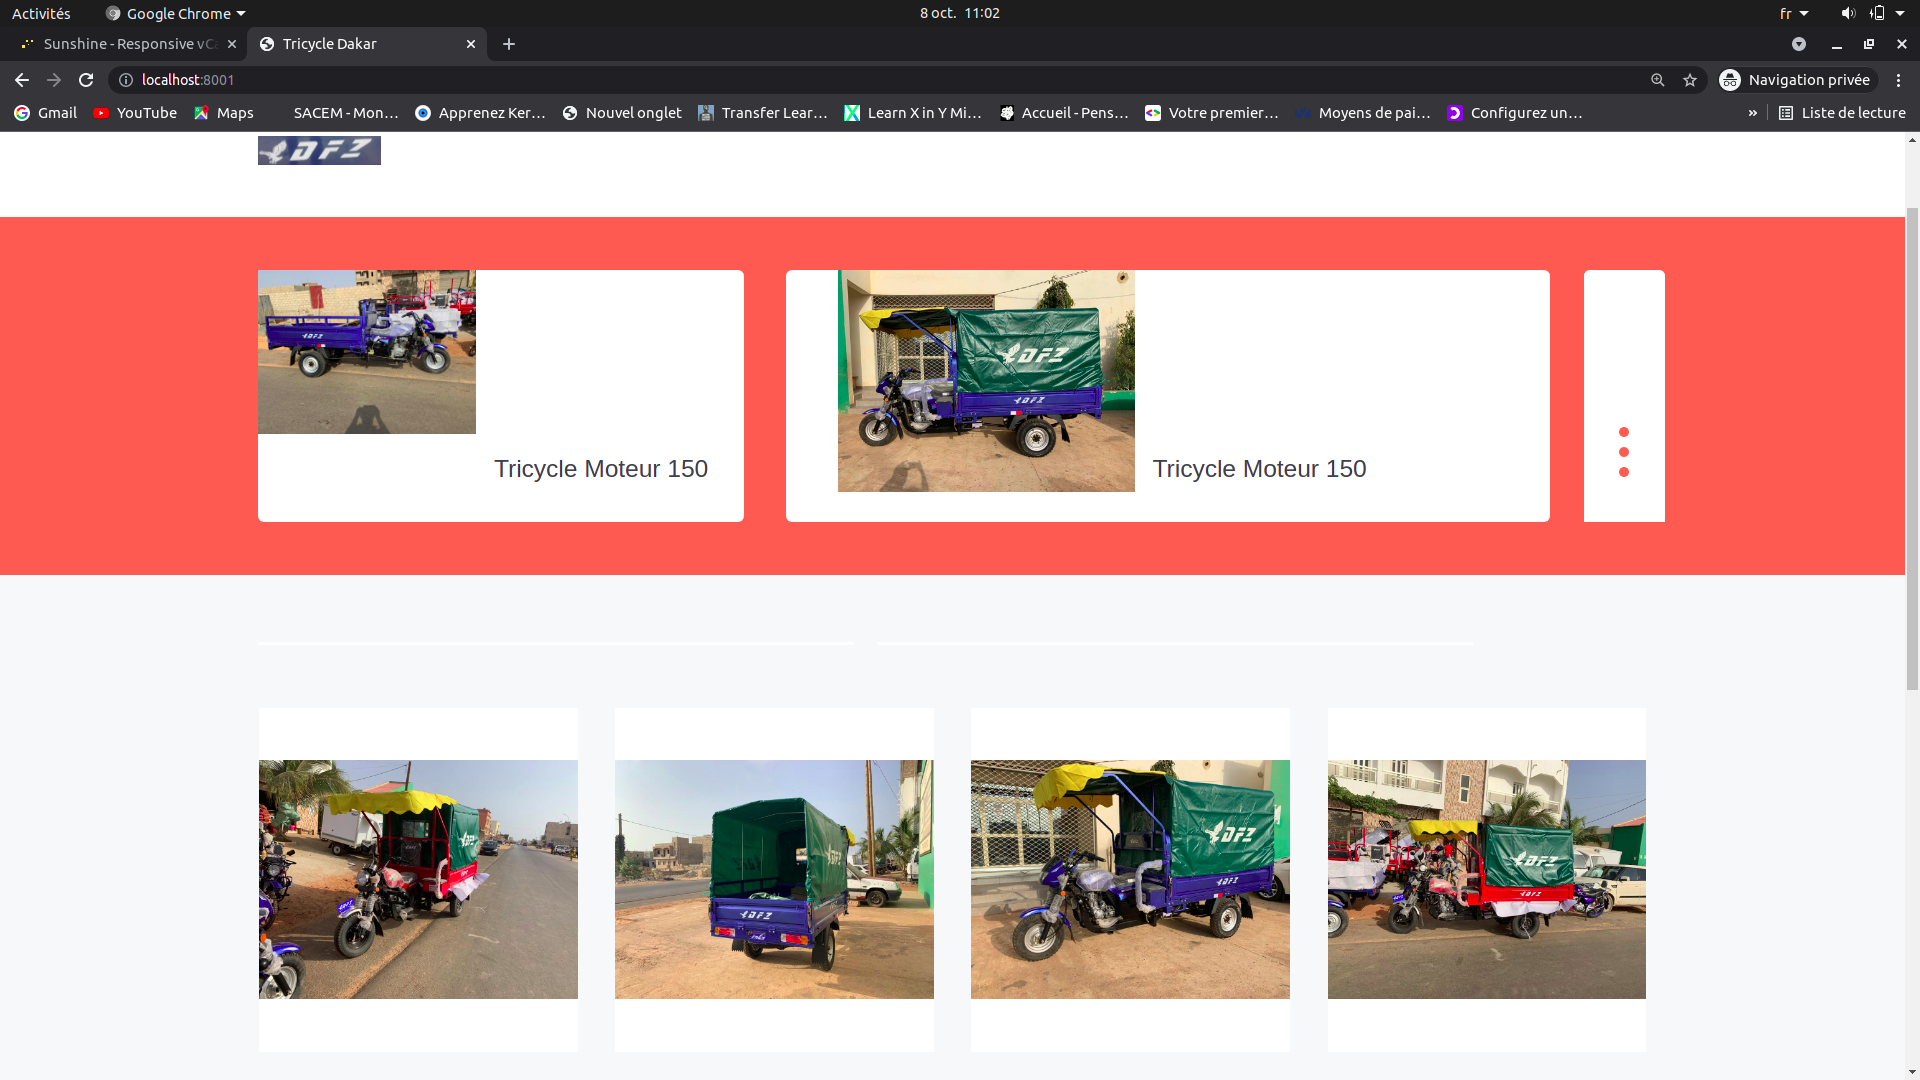 Activités Google Chrome 8 oct. 11:02 fr
Sunshine - Responsive vCa Tricycle Dakar
localhost:8001 Navigation privée
Gmail YouTube Maps SACEM - Mon… Apprenez Ker… Nouvel onglet Transfer Lear… Learn X in Y Mi… Accueil - Pens… Votre premier… Moyens de pai… Configurez un… » Liste de lecture
DFZ
DFZ
DFZ
DFZ
Tricycle Moteur 150 Tricycle Moteur 150
DFZ
DFZ
DFZ
DFZ
DFZ
DFZ
DFZ